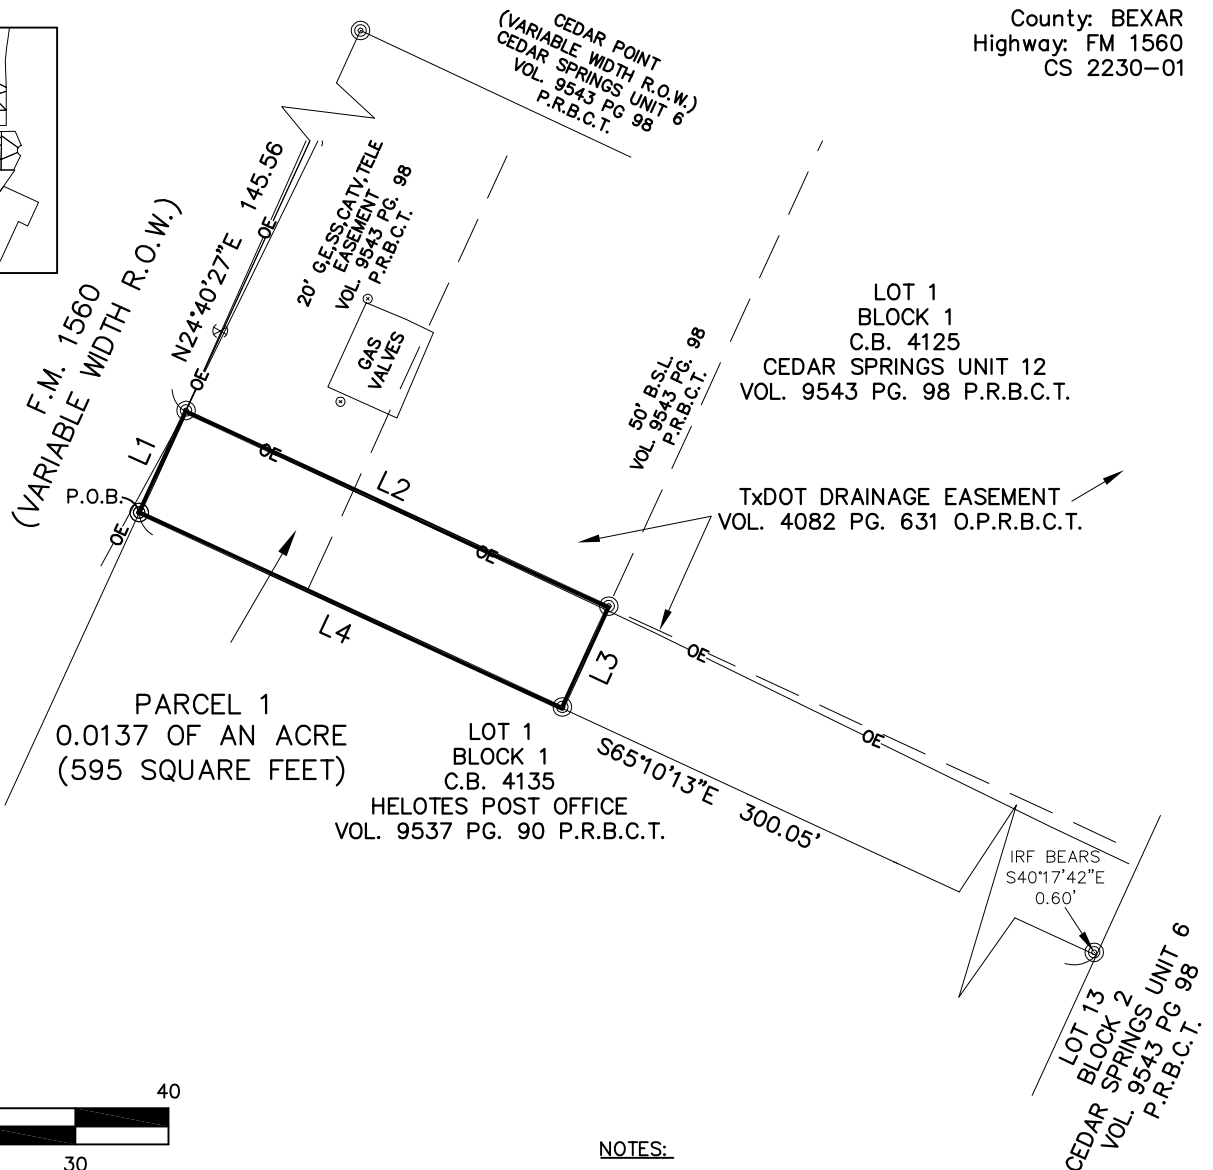 County: BEXAR
Highway: FM 1560
CS 2230-01
CEDAR POINT
(VARIABLE WIDTH R.O.W.)
CEDAR SPRINGS UNIT 6
VOL. 9543 PG 98
P.R.B.C.T.
N24°40'27"E 145.56
OE
OE
20' G,E,SS,CATV,TELE
EASEMENT
VOL. 9543 PG. 98
P.R.B.C.T.
F.M. 1560
(VARIABLE WIDTH R.O.W.)
GAS
VALVES
50' B.S.L.
VOL. 9543 PG. 98
P.R.B.C.T.
LOT 1
BLOCK 1
C.B. 4125
CEDAR SPRINGS UNIT 12
VOL. 9543 PG. 98 P.R.B.C.T.
L1
OE
L2
P.O.B.
OE
OE
TxDOT DRAINAGE EASEMENT
VOL. 4082 PG. 631 O.P.R.B.C.T.
L4
L3
OE
OE
PARCEL 1
0.0137 OF AN ACRE
(595 SQUARE FEET)
LOT 1
BLOCK 1
C.B. 4135
HELOTES POST OFFICE
VOL. 9537 PG. 90 P.R.B.C.T.
S65°10'13"E 300.05'
IRF BEARS
S40°17'42"E
0.60'
LOT 13
BLOCK 2
CEDAR SPRINGS UNIT 6
VOL. 9543 PG 98
P.R.B.C.T.
40
30
NOTES: